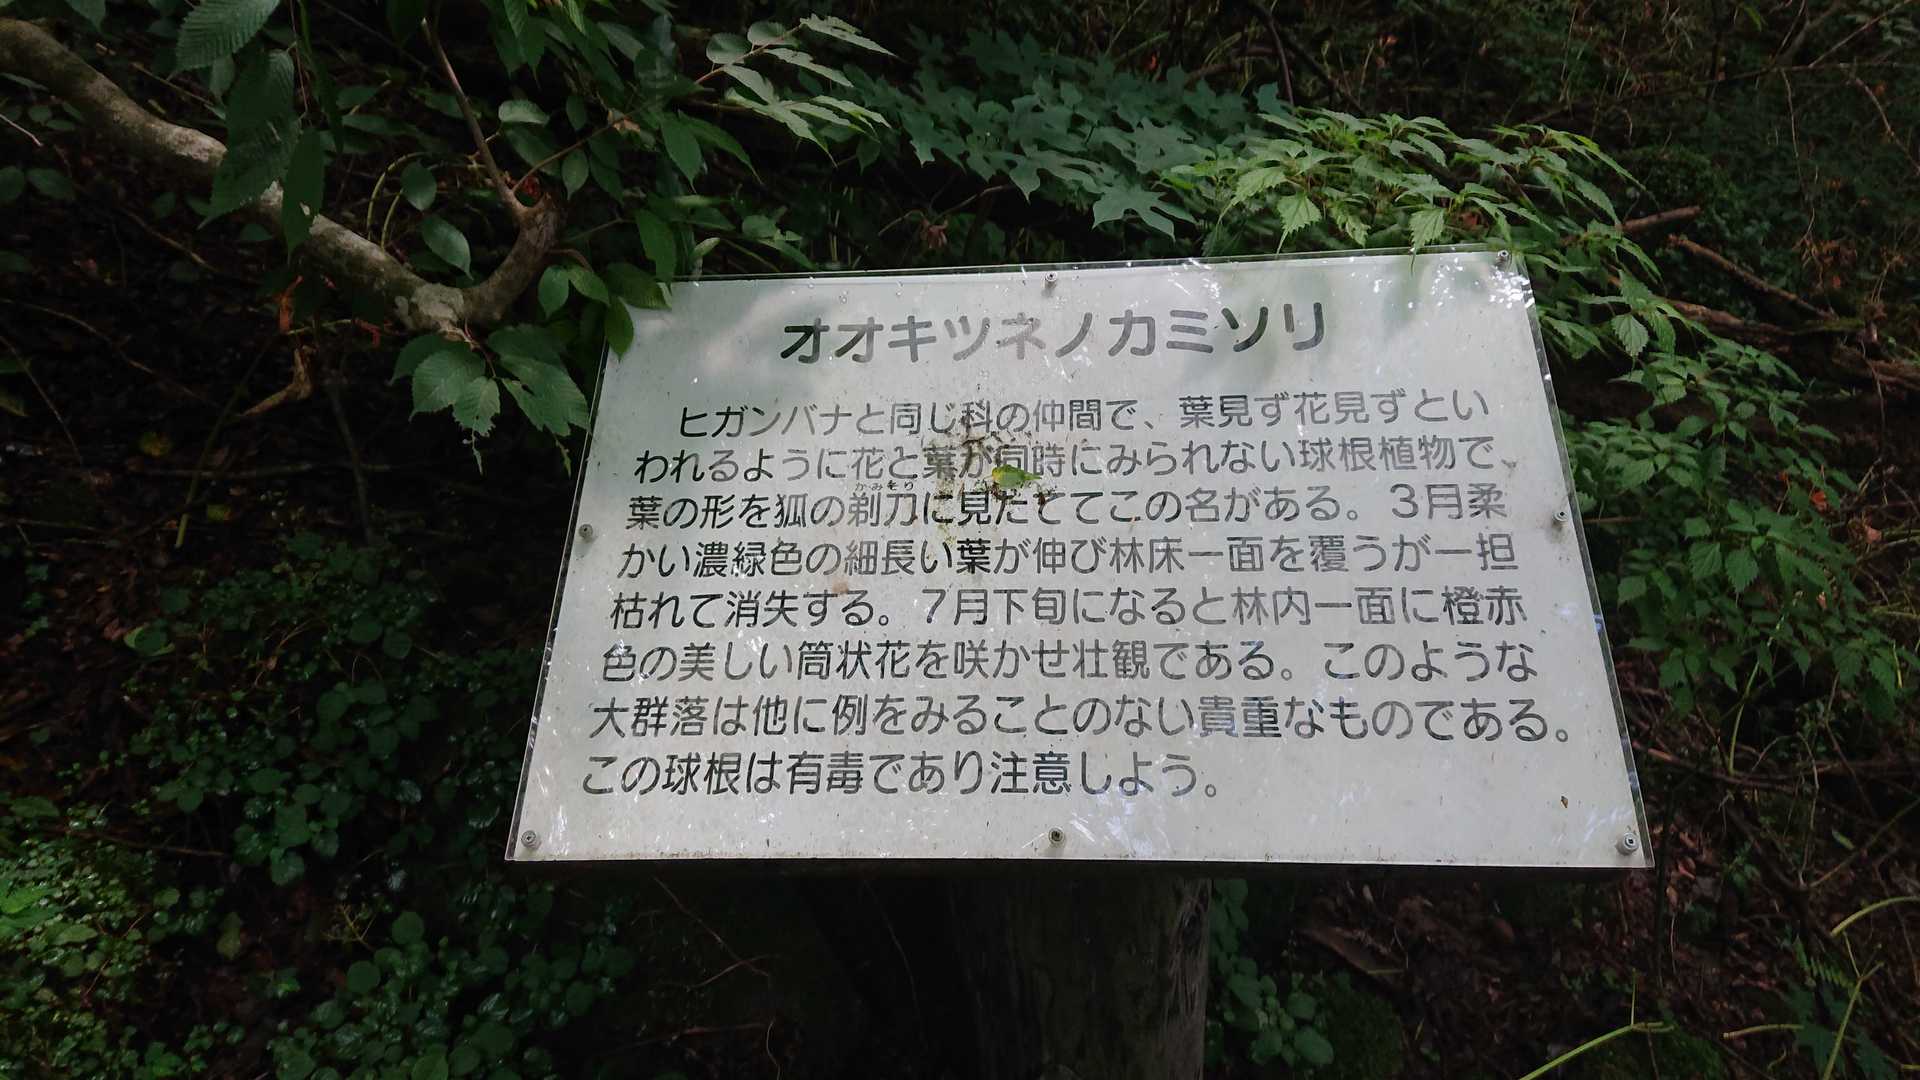 オオキツネノカミソリ
ヒガンバナと同じ科の仲間で、葉見ず花見ずとい
われるように花と葉が同時にみられない球根植物で、
かみそり
葉の形を狐の剃刀に見たててこの名がある。３月柔
かい濃緑色の細長い葉が伸び林床一面を覆うが一担
枯れて消失する。７月下旬になると林内一面に橙赤
色の美しい筒状花を咲かせ壮観である。このような
大群落は他に例をみることのない貴重なものである。
この球根は有毒であり注意しよう。